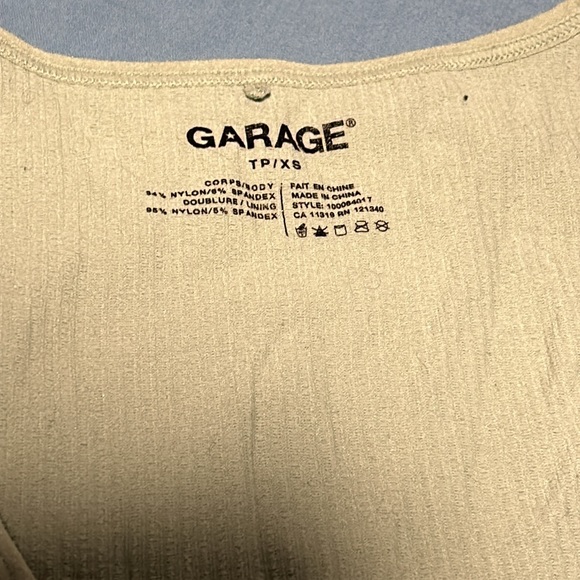 GARAGE®
TP/XS
CORPS/BODY
94% NYLON/6% SPANDEX
DOUBLURE / LINING
95% NYLON/5% SPANDEX
FAIT EN CHINE
MADE IN CHINA
STYLE: 100084017
CA 11319 RN 121340